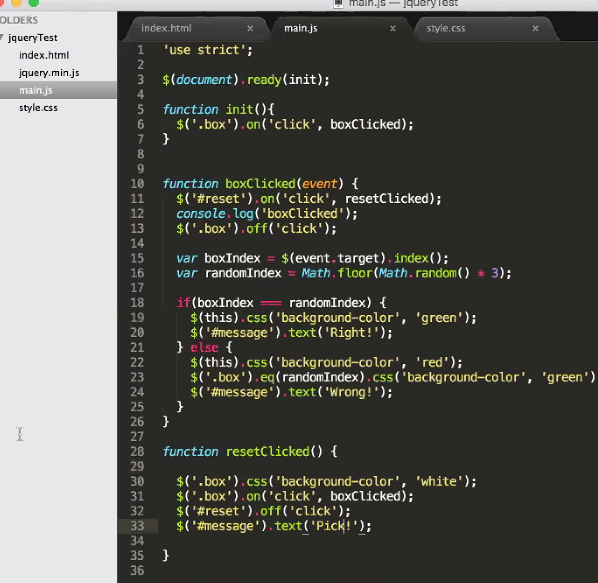 main.js — jqueryTest
OLDERS
jqueryTest
index.html
jquery.min.js
main.js
style.css
index.html × main.js × style.css ×
1 'use strict';
2
3 $(document).ready(init);
4
5 function init(){
6 $('.box').on('click', boxClicked);
7 }
8
9
10 function boxClicked(event) {
11 $('#reset').on('click', resetClicked);
12 console.log('boxClicked');
13 $('.box').off('click');
14
15 var boxIndex = $(event.target).index();
16 var randomIndex = Math.floor(Math.random() * 3);
17
18 if(boxIndex === randomIndex) {
19 $(this).css('background-color', 'green');
20 $('#message').text('Right!');
21 } else {
22 $(this).css('background-color', 'red');
23 $('.box').eq(randomIndex).css('background-color', 'green')
24 $('#message').text('Wrong!');
25 }
26 }
27
28 function resetClicked() {
29
30 $('.box').css('background-color', 'white');
31 $('.box').on('click', boxClicked);
32 $('#reset').off('click');
33 $('#message').text('Pick!');
34
35 }
36